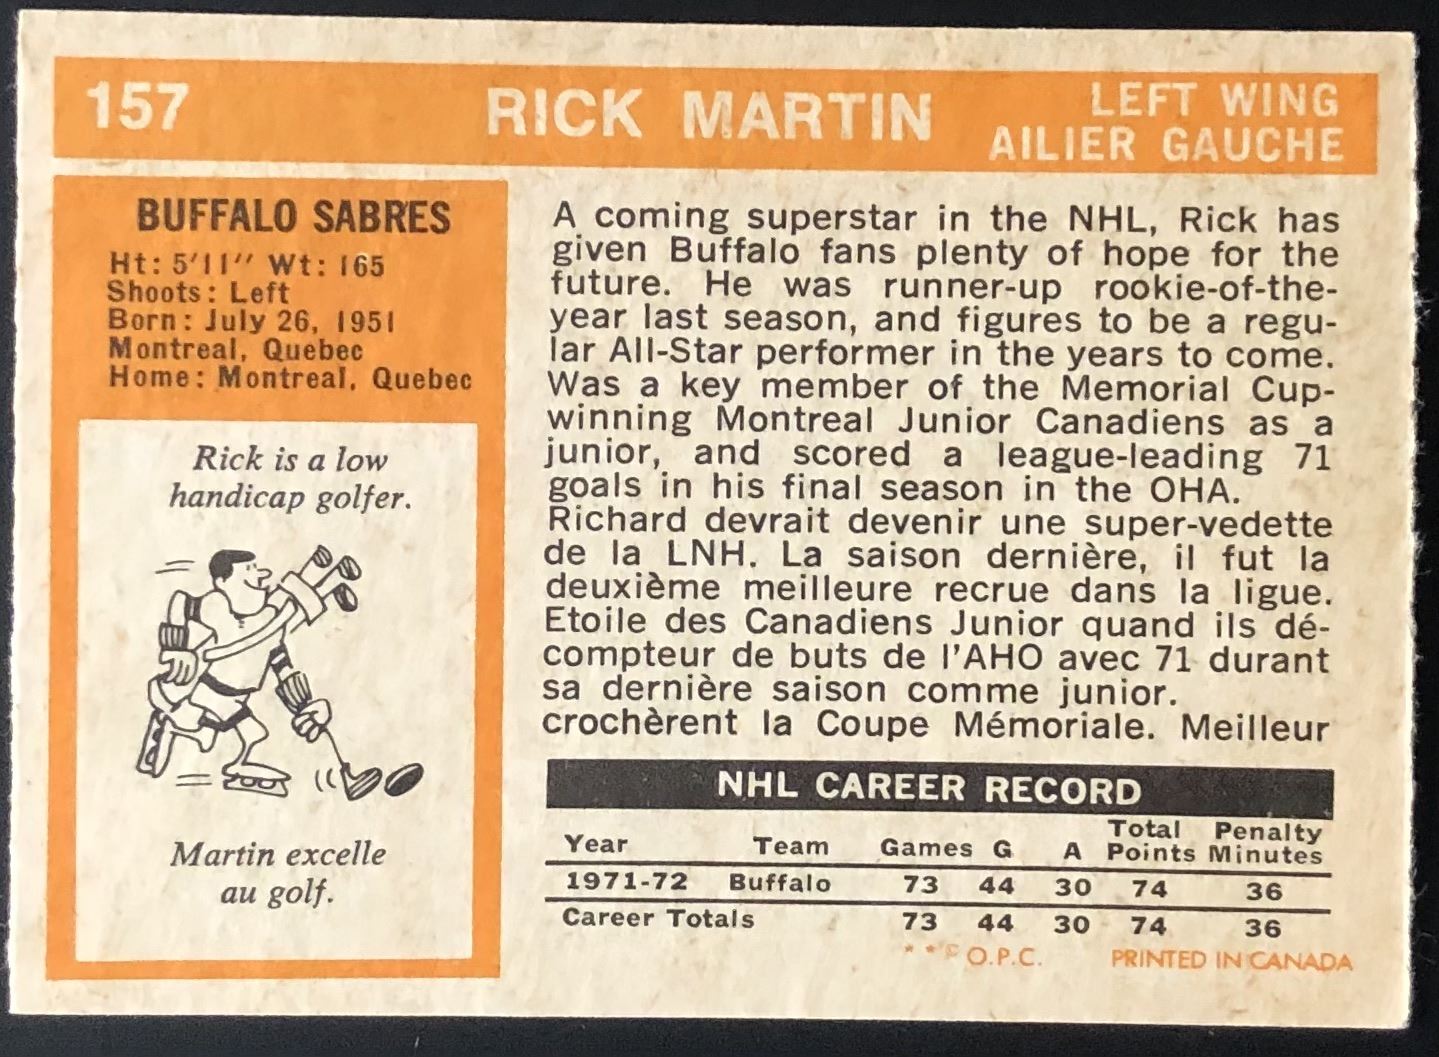 157
RICK MARTIN
LEFT WING
AILIER GAUCHE
BUFFALO SABRES
Ht: 5'11" Wt: 165
Shoots: Left
Born: July 26, 1951
Montreal, Quebec
Home: Montreal, Quebec
Rick is a low
handicap golfer.
Martin excelle
au golf.
A coming superstar in the NHL, Rick has
given Buffalo fans plenty of hope for the
future. He was runner-up rookie-of-the-
year last season, and figures to be a regu-
lar All-Star performer in the years to come.
Was a key member of the Memorial Cup-
winning Montreal Junior Canadiens as a
junior, and scored a league-leading 71
goals in his final season in the OHA.
Richard devrait devenir une super-vedette
de la LNH. La saison dernière, il fut la
deuxième meilleure recrue dans la ligue.
Etoile des Canadiens Junior quand ils dé-
compteur de buts de l'AHO avec 71 durant
sa dernière saison comme junior.
crochèrent la Coupe Mémoriale. Meilleur
NHL CAREER RECORD
Year Team Games G A Total Points Penalty Minutes
1971-72 Buffalo 73 44 30 74 36
Career Totals 73 44 30 74 36
* * © O.P.C. PRINTED IN CANADA